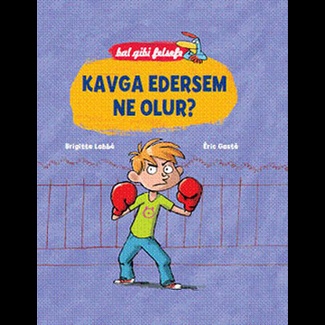 bal gibi felsefe
KAVGA EDERSEM
NE OLUR?
Brigitte Labbé
Éric Gasté